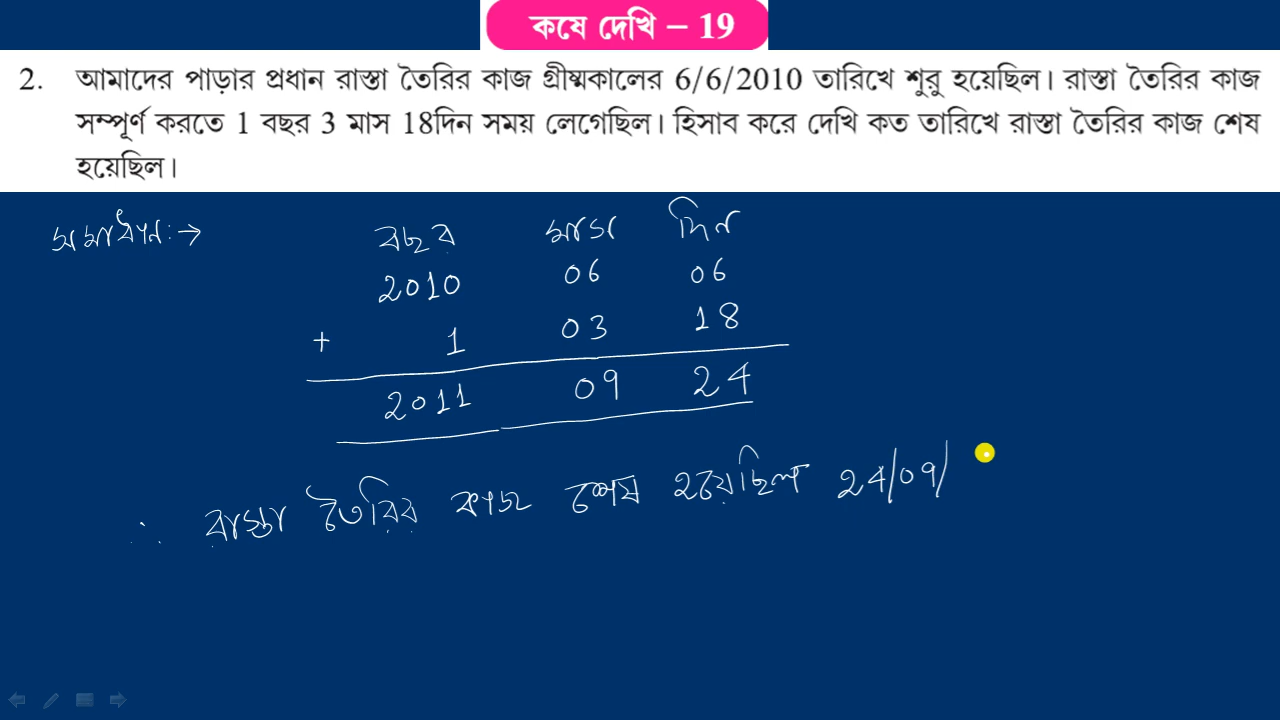 কষে দেখি – 19
2. আমাদের পাড়ার প্রধান রাস্তা তৈরির কাজ গ্রীষ্মকালের 6/6/2010 তারিখে শুরু হয়েছিল। রাস্তা তৈরির কাজ
সম্পূর্ণ করতে 1 বছর 3 মাস 18দিন সময় লেগেছিল। হিসাব করে দেখি কত তারিখে রাস্তা তৈরির কাজ শেষ
হয়েছিল।
সমাধান:→ বছর মাস দিন
2010 06 06
+ 1 03 18
2011 09 24
∴ রাস্তা তৈরির কাজ শেষ হয়েছিল 24/09/